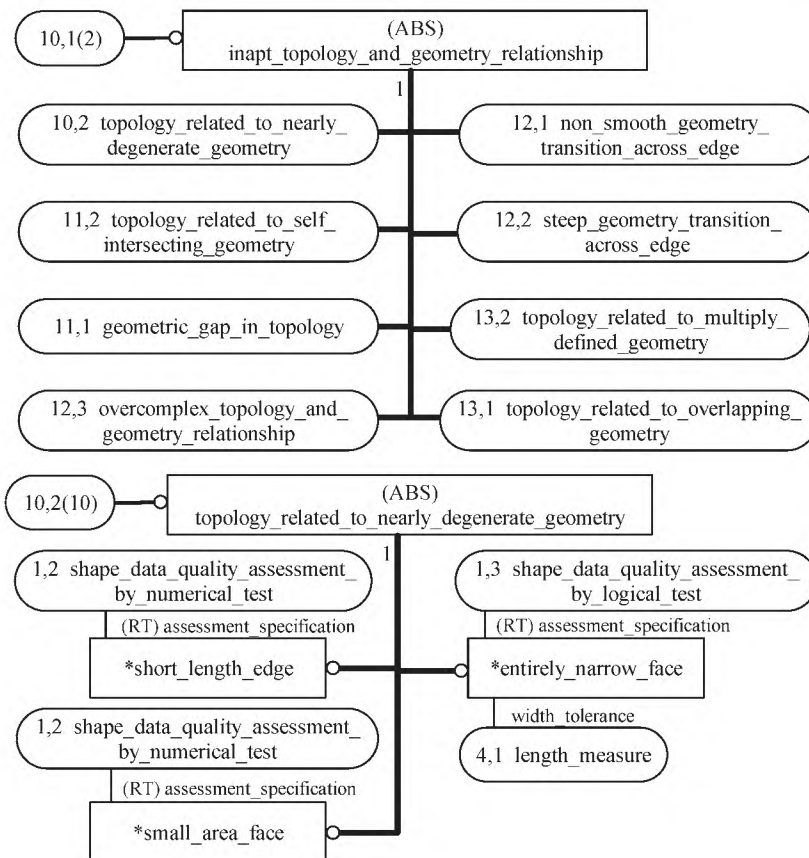 10,1(2)
(ABS)
inapt_topology_and_geometry_relationship
1
10,2 topology_related_to_nearly_
degenerate_geometry
12,1 non_smooth_geometry_
transition_across_edge
11,2 topology_related_to_self_
intersecting_geometry
12,2 steep_geometry_transition_
across_edge
11,1 geometric_gap_in_topology
13,2 topology_related_to_multiply_
defined_geometry
12,3 overcomplex_topology_and_
geometry_relationship
13,1 topology_related_to_overlapping_
geometry
10,2(10)
(ABS)
topology_related_to_nearly_degenerate_geometry
1
1,2 shape_data_quality_assessment_
by_numerical_test
1,3 shape_data_quality_assessment_
by_logical_test
(RT) assessment_specification
(RT) assessment_specification
*short_length_edge
*entirely_narrow_face
1,2 shape_data_quality_assessment_
by_numerical_test
width_tolerance
4,1 length_measure
(RT) assessment_specification
*small_area_face